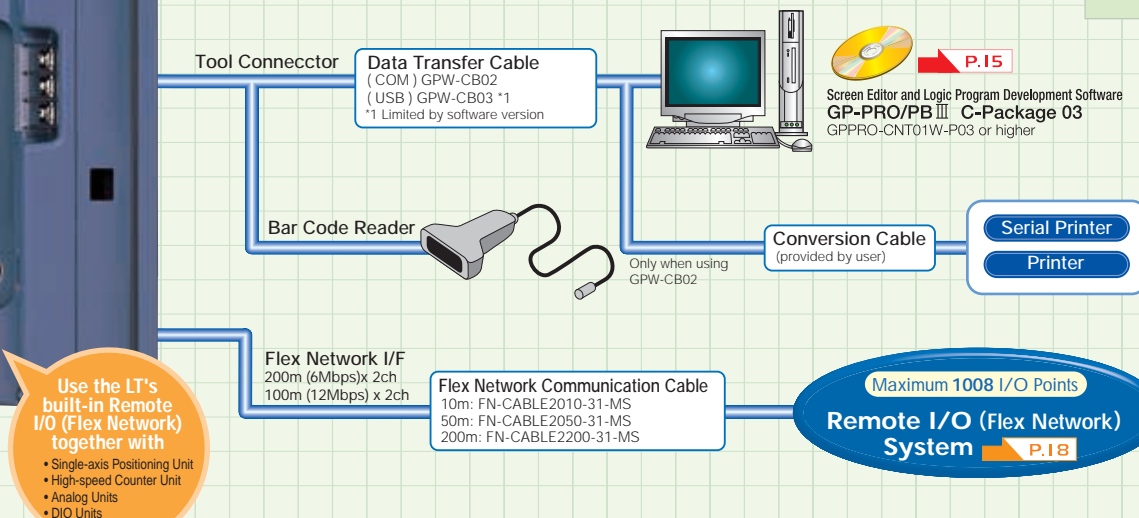 Tool Connecctor
Data Transfer Cable
( COM ) GPW-CB02
( USB ) GPW-CB03 *1
*1 Limited by software version
P.15
Screen Editor and Logic Program Development Software
GP-PRO/PBⅢ C-Package 03
GPPRO-CNT01W-P03 or higher
Bar Code Reader
Only when using
GPW-CB02
Conversion Cable
(provided by user)
Serial Printer
Printer
Flex Network I/F
200m (6Mbps)x 2ch
100m (12Mbps) x 2ch
Flex Network Communication Cable
10m: FN-CABLE2010-31-MS
50m: FN-CABLE2050-31-MS
200m: FN-CABLE2200-31-MS
Maximum 1008 I/O Points
Remote I/O (Flex Network)
System P.18
Use the LT's
built-in Remote
I/O (Flex Network)
together with
• Single-axis Positioning Unit
• High-speed Counter Unit
• Analog Units
• DIO Units